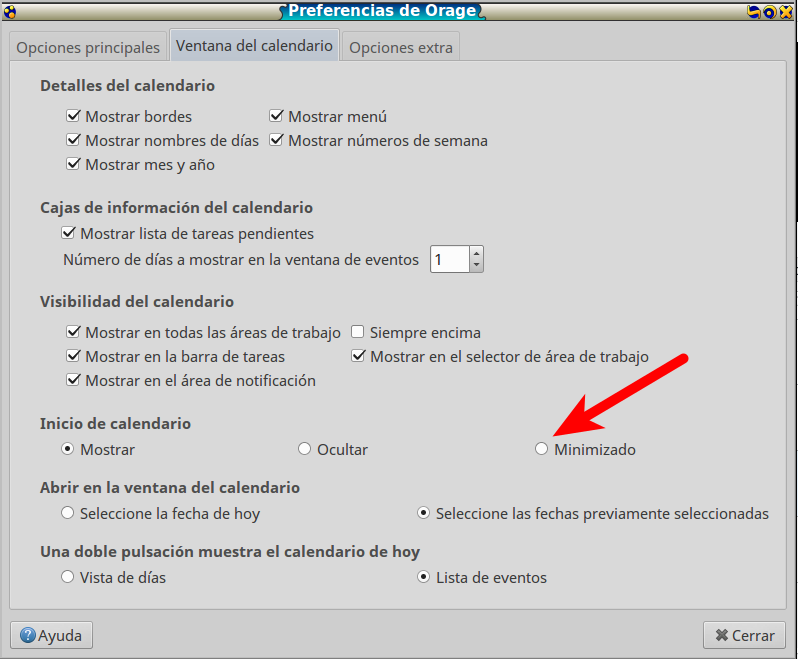 Preferencias de Orage
Opciones principales Ventana del calendario Opciones extra
Detalles del calendario
Mostrar bordes Mostrar menú
Mostrar nombres de días Mostrar números de semana
Mostrar mes y año
Cajas de información del calendario
Mostrar lista de tareas pendientes
Número de días a mostrar en la ventana de eventos 1
Visibilidad del calendario
Mostrar en todas las áreas de trabajo Siempre encima
Mostrar en la barra de tareas Mostrar en el selector de área de trabajo
Mostrar en el área de notificación
Inicio de calendario
Mostrar Ocultar Minimizado
Abrir en la ventana del calendario
Seleccione la fecha de hoy Seleccione las fechas previamente seleccionadas
Una doble pulsación muestra el calendario de hoy
Vista de días Lista de eventos
Ayuda Cerrar